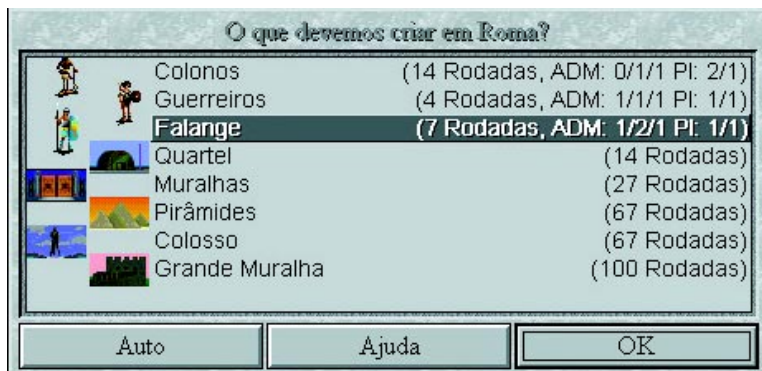 O que devemos criar em Roma?
Colonos (14 Rodadas, ADM: 0/1/1 Pl: 2/1)
Guerreiros (4 Rodadas, ADM: 1/1/1 Pl: 1/1)
Falange (7 Rodadas, ADM: 1/2/1 Pl: 1/1)
Quartel (14 Rodadas)
Muralhas (27 Rodadas)
Pirâmides (67 Rodadas)
Colosso (67 Rodadas)
Grande Muralha (100 Rodadas)
Auto Ajuda OK